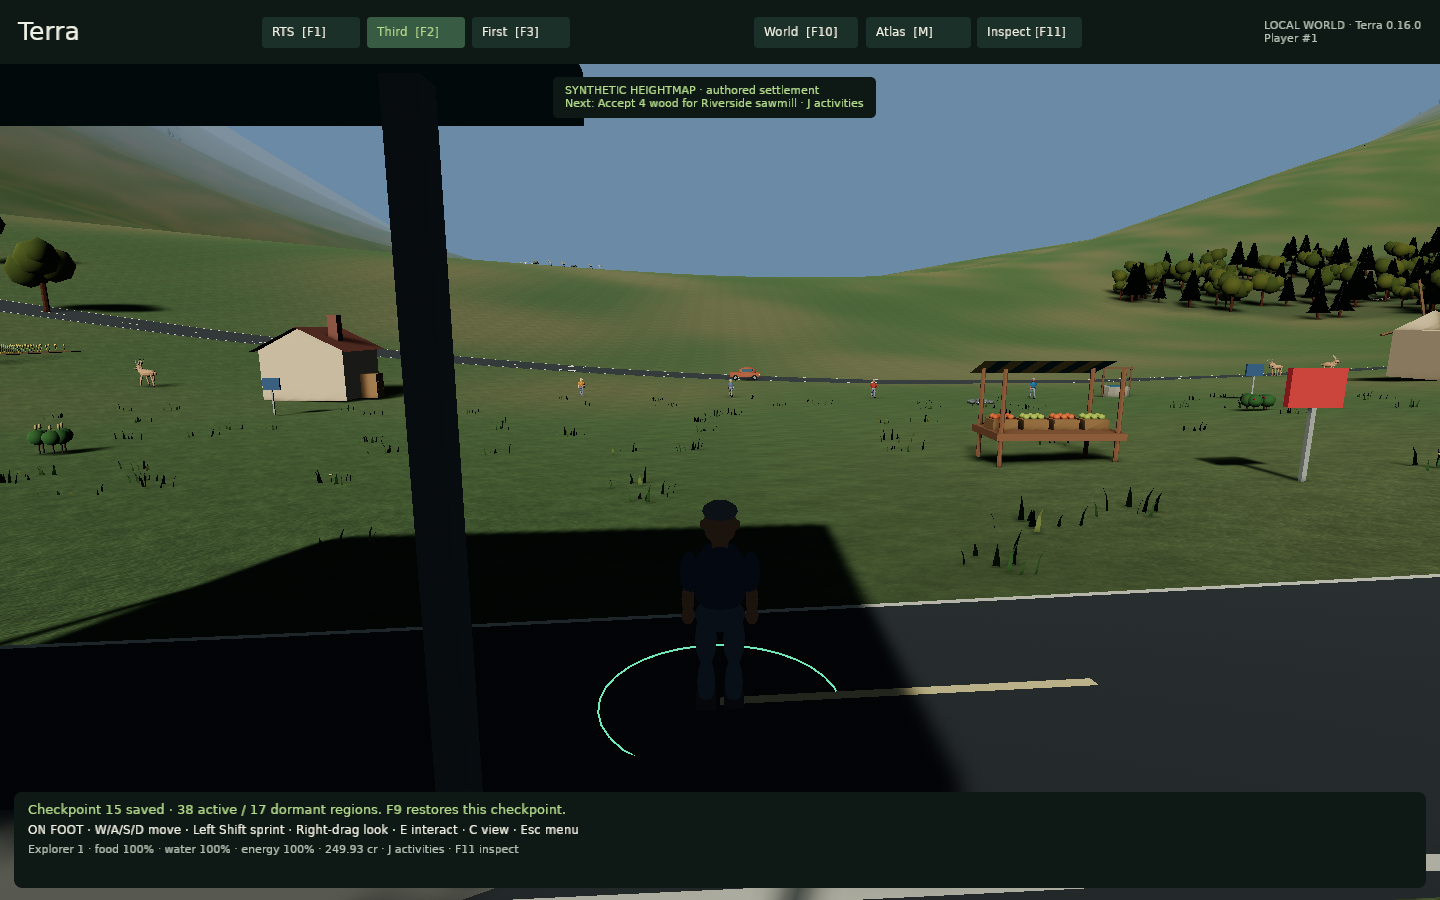 Terra
RTS [F1]
Third [F2]
First [F3]
World [F10]
Atlas [M]
Inspect [F11]
LOCAL WORLD · Terra 0.16.0
Player #1
SYNTHETIC HEIGHTMAP · authored settlement
Next: Accept 4 wood for Riverside sawmill · J activities
Checkpoint 15 saved · 38 active / 17 dormant regions. F9 restores this checkpoint.
ON FOOT · W/A/S/D move · Left Shift sprint · Right-drag look · E interact · C view · Esc menu
Explorer 1 · food 100% · water 100% · energy 100% · 249.93 cr · J activities · F11 inspect